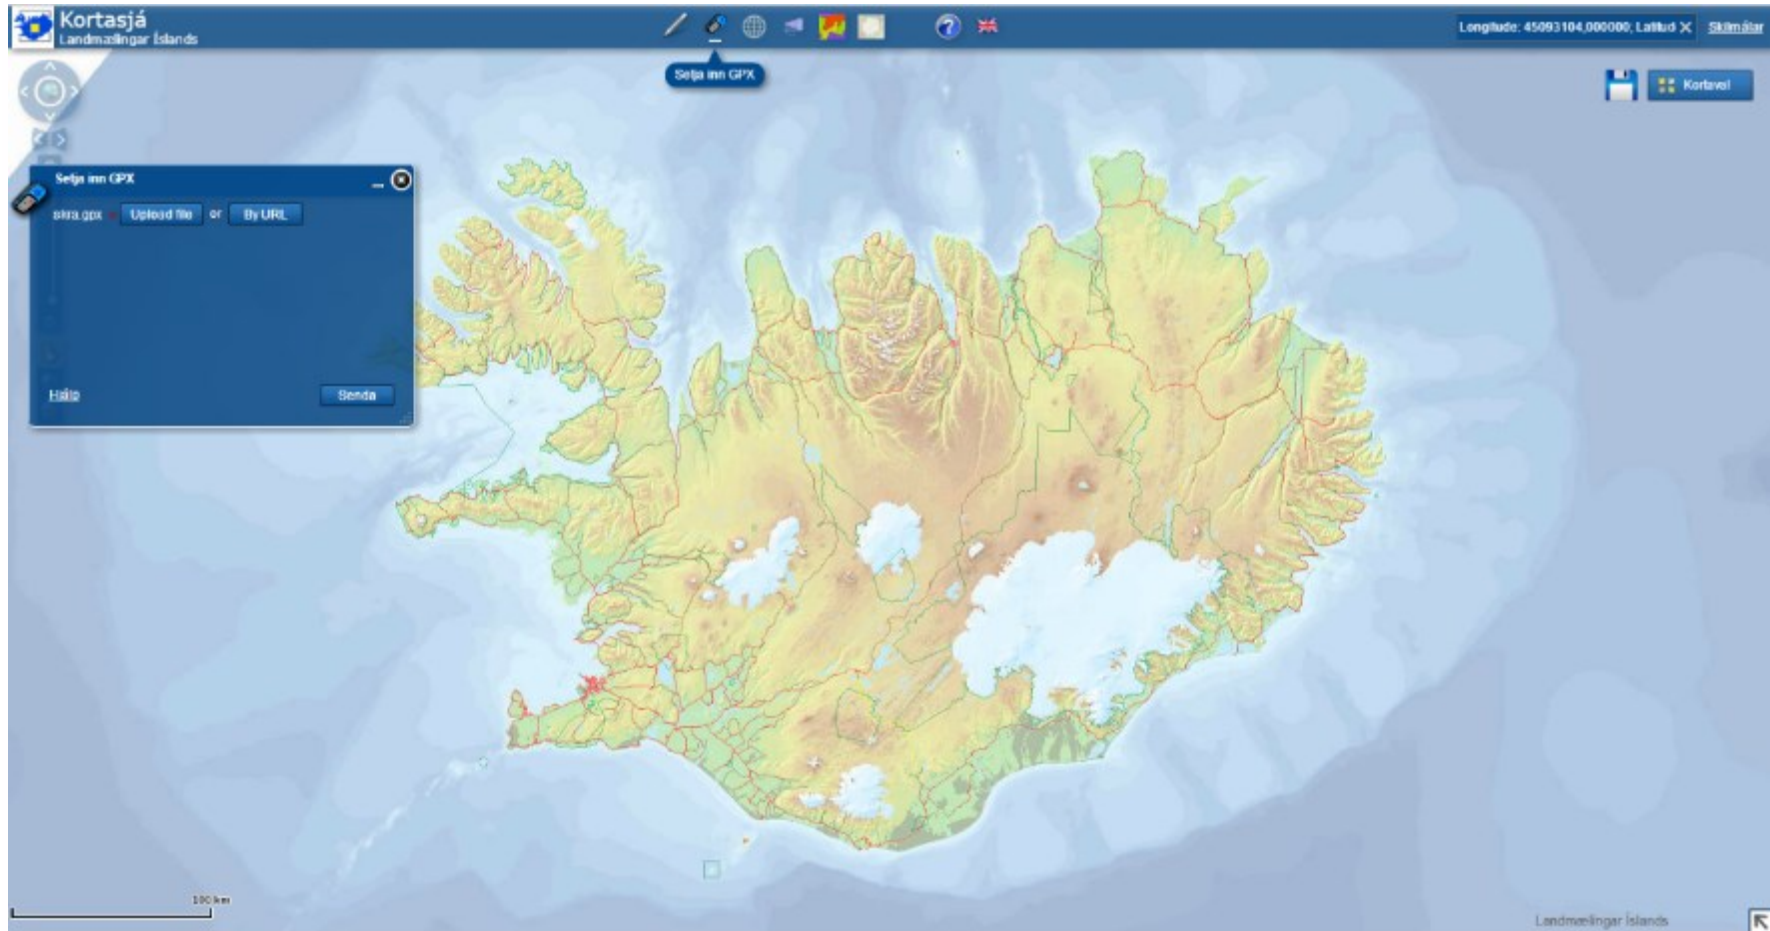 Kortasjá
Landmælingar Íslands
Longitude: 45093104,000000; Latitud
Skilmálar
Setja inn GPX
Kortaval
Setja inn GPX
skra.gpx
Upload file or By URL
Hjálp
Senda
100 km
Landmælingar Íslands